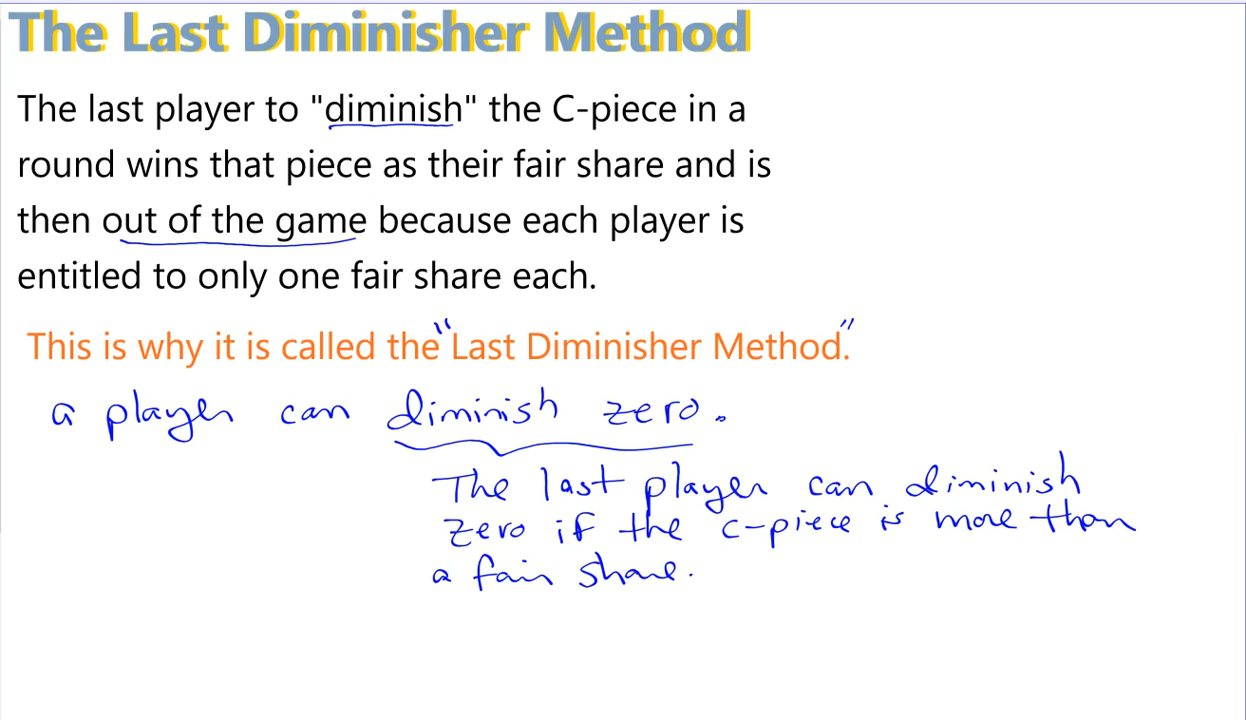 The Last Diminisher Method
The last player to "diminish" the C-piece in a
round wins that piece as their fair share and is
then out of the game because each player is
entitled to only one fair share each.
This is why it is called the "Last Diminisher Method."
a player can diminish zero.
The last player can diminish
zero if the c-piece is more than
a fair share.